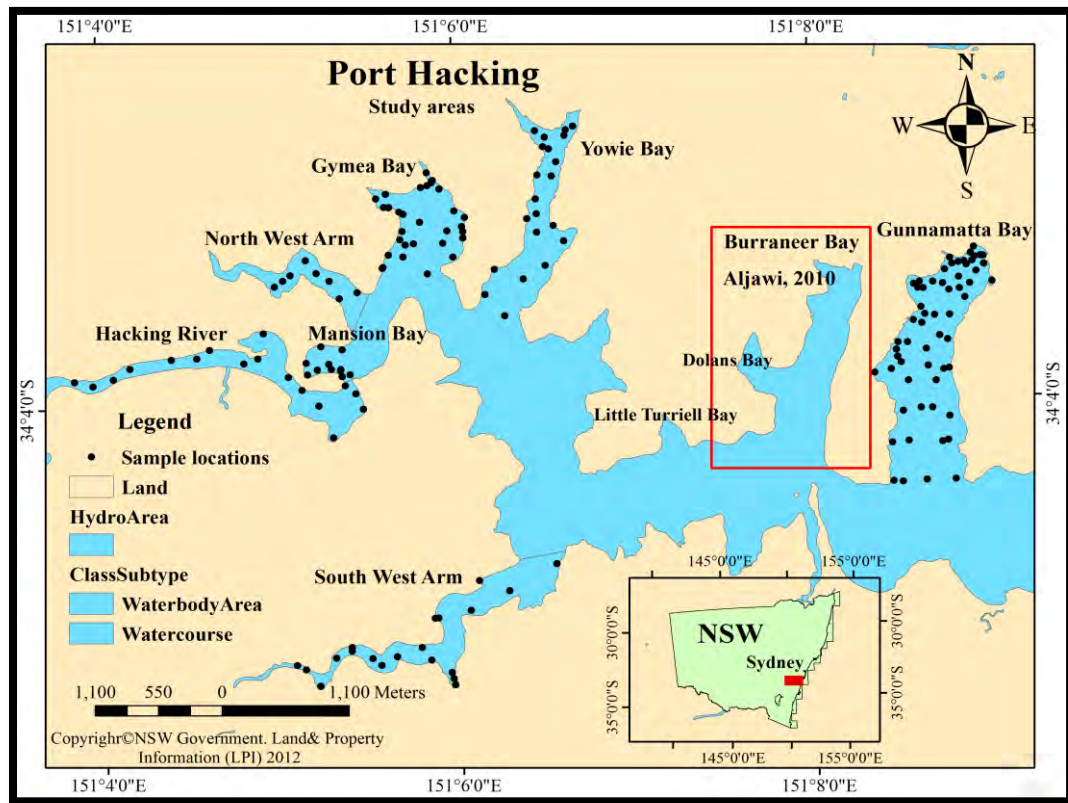 151°4'0"E
151°6'0"E
151°8'0"E
Port Hacking
Study areas
N
W
E
S
Yowie Bay
Gymea Bay
North West Arm
Burraneer Bay
Gunnamatta Bay
Aljawi, 2010
Hacking River
Mansion Bay
Dolans Bay
Little Turriell Bay
34°4'0"S
34°4'0"S
Legend
Sample locations
Land
HydroArea
ClassSubtype
WaterbodyArea
Watercourse
South West Arm
1,100
550
0
1,100 Meters
Copyright©NSW Government. Land& Property
Information (LPI) 2012
145°0'0"E
155°0'0"E
30°0'0"S
30°0'0"S
NSW
Sydney
35°0'0"S
35°0'0"S
145°0'0"E
155°0'0"E
151°4'0"E
151°6'0"E
151°8'0"E